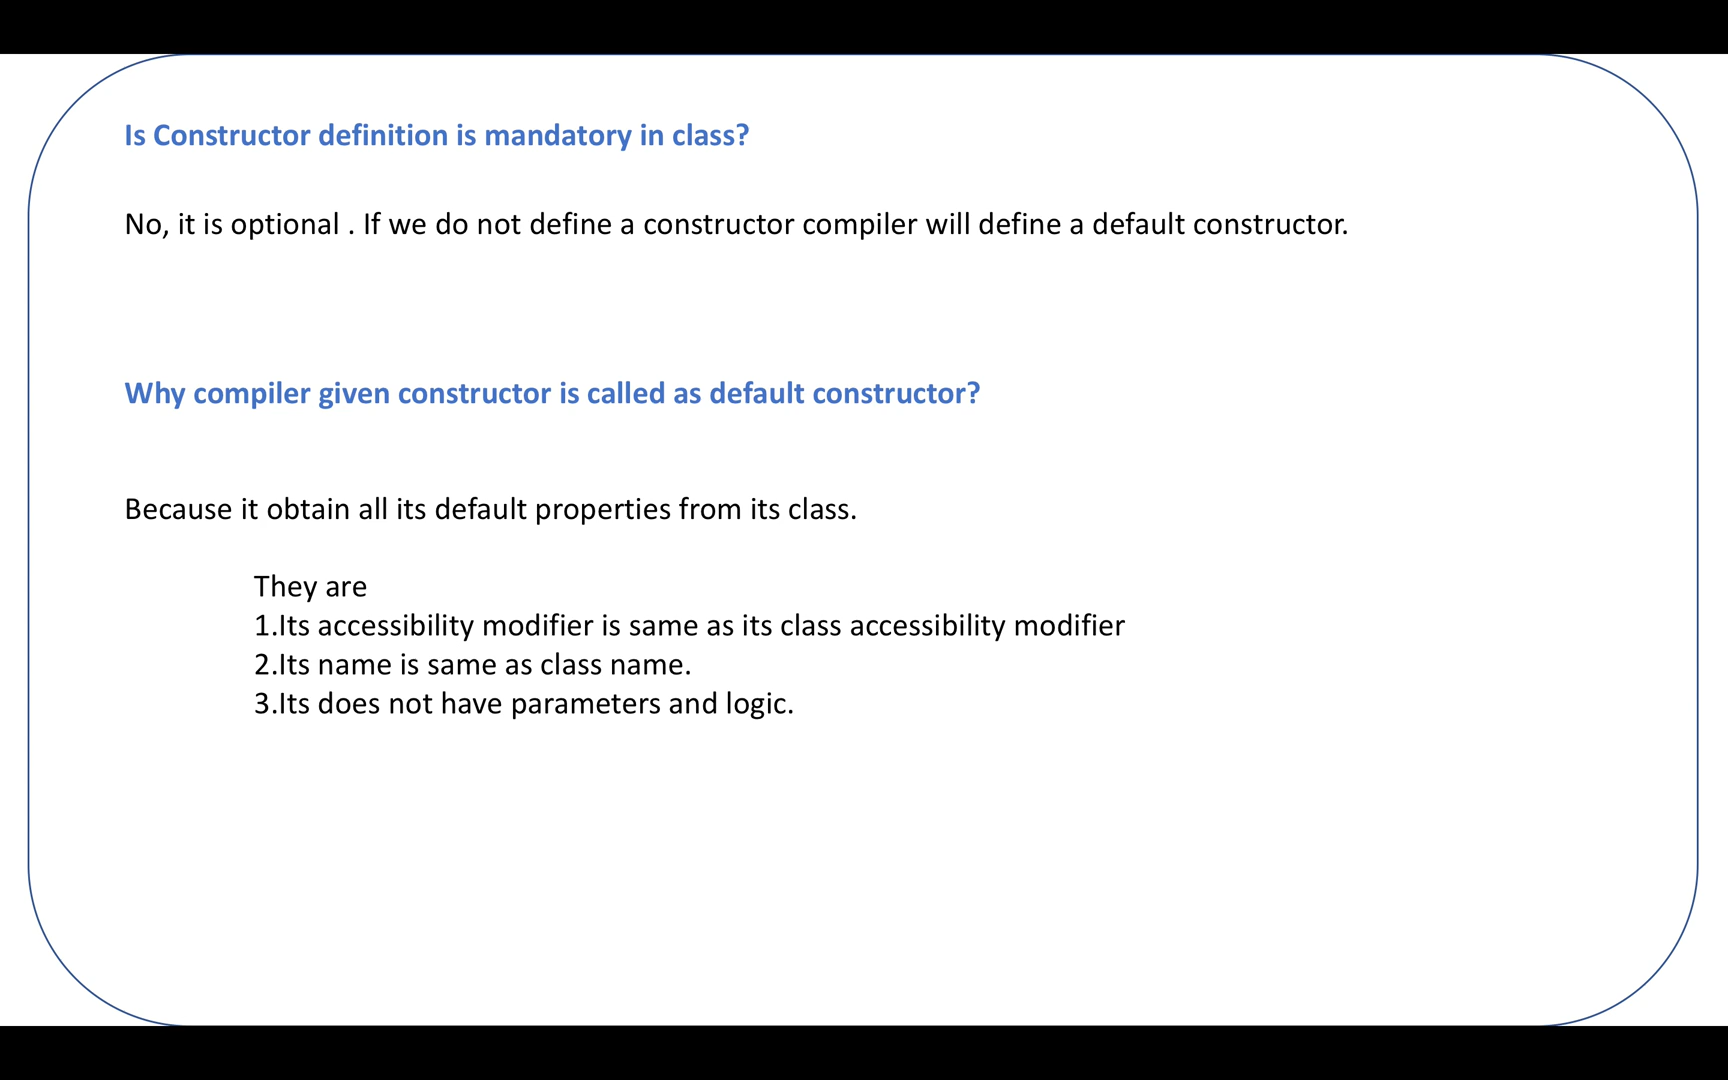 Is Constructor definition is mandatory in class?
No, it is optional . If we do not define a constructor compiler will define a default constructor.
Why compiler given constructor is called as default constructor?
Because it obtain all its default properties from its class.
They are
1.Its accessibility modifier is same as its class accessibility modifier
2.Its name is same as class name.
3.Its does not have parameters and logic.